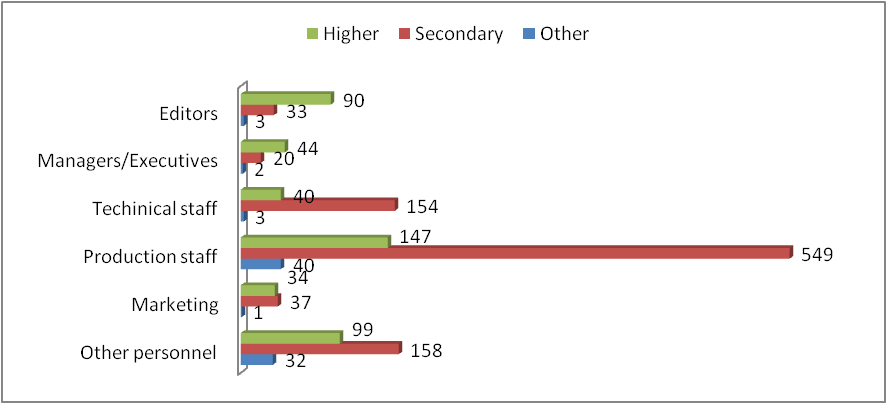 Higher Secondary Other
Editors 90
33
3
Managers/Executives 44
20
2
Techinical staff 40
154
3
Production staff 147
549
40
Marketing 34
37
1
Other personnel 99
158
32